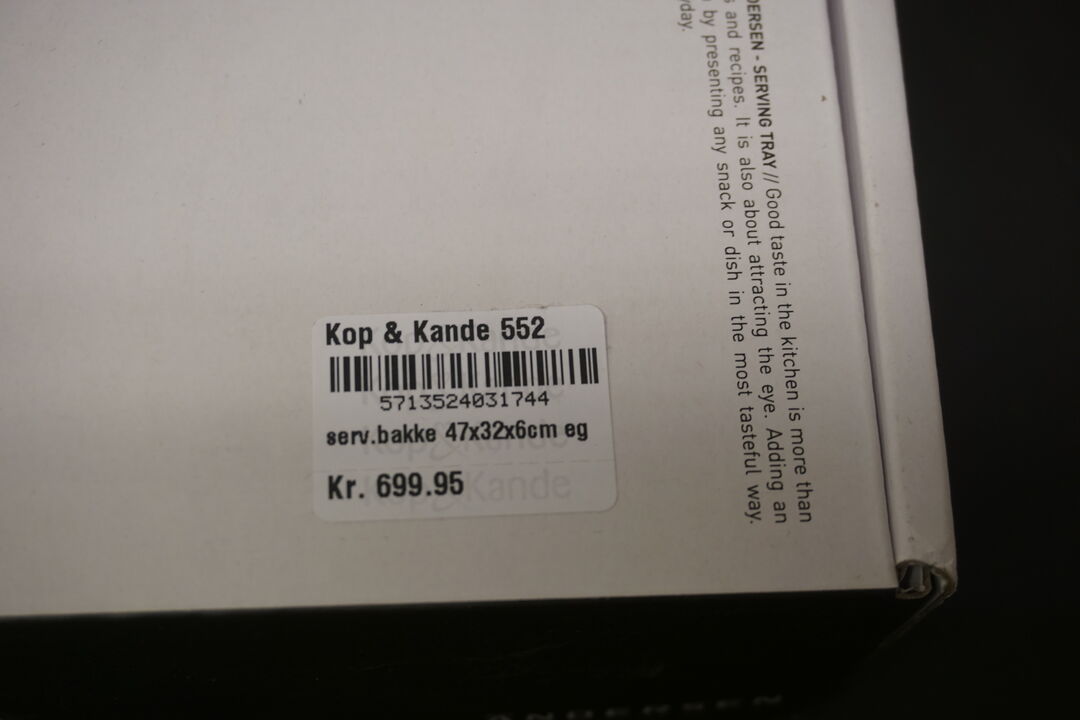 Kop & Kande 552
5713524031744
serv.bakke 47x32x6cm eg
Kr. 699.95
DERSEN - SERVING TRAY // Good taste in the kitchen is more than
and recipes. It is also about attracting the eye. Adding an
by presenting any snack or dish in the most tasteful way.
day.
ANDERSEN